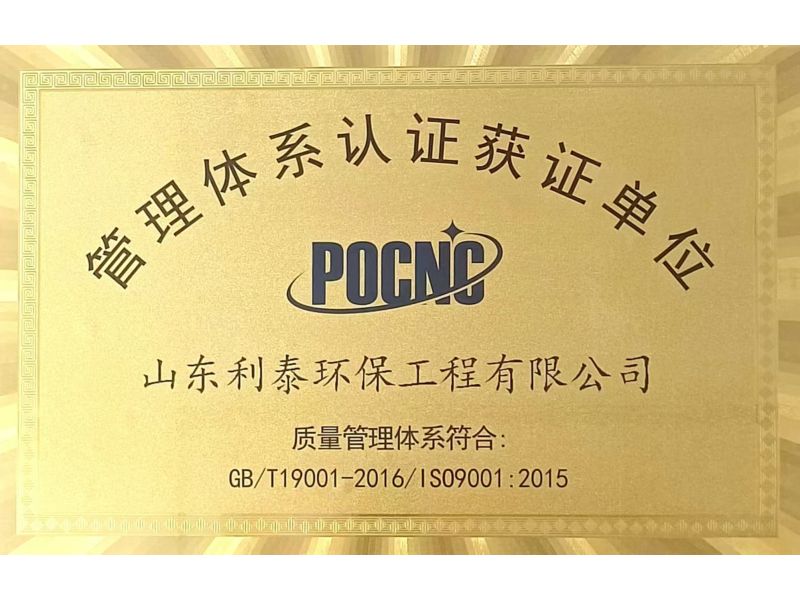 管理体系认证获证单位
POCNC
山东利泰环保工程有限公司
质量管理体系符合:
GB/T19001-2016/ISO9001:2015